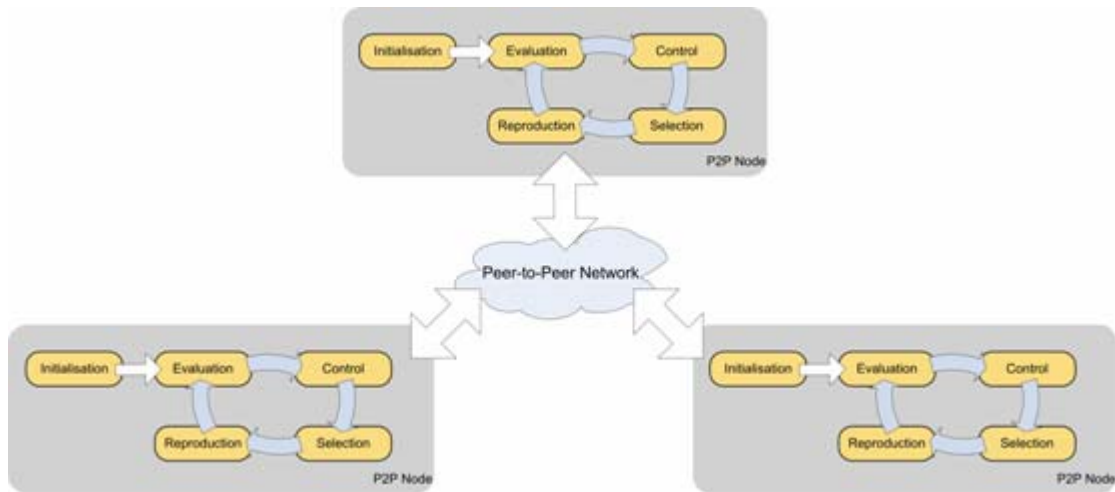 Initialisation
Evaluation
Control
Reproduction
Selection
P2P Node
Peer-to-Peer Network
Initialisation
Evaluation
Control
Reproduction
Selection
P2P Node
Initialisation
Evaluation
Control
Reproduction
Selection
P2P Node